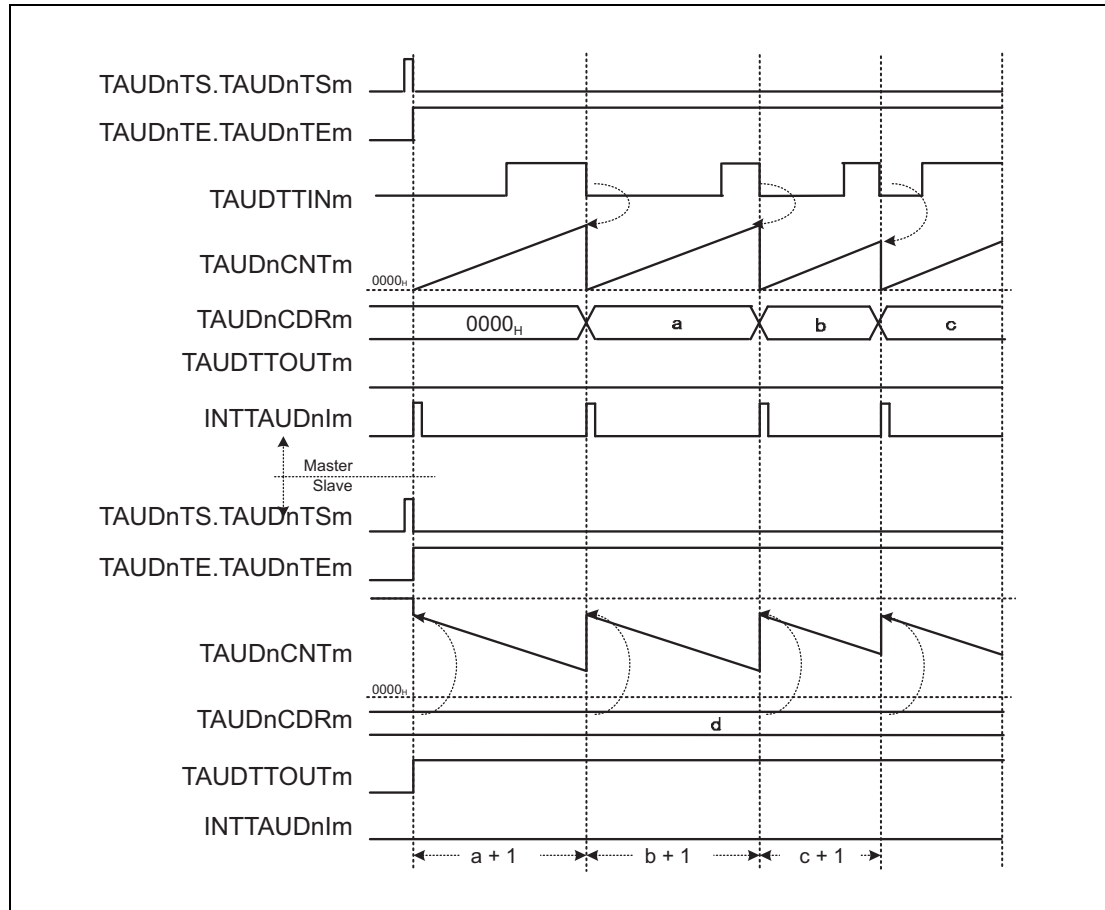 TAUDnTS.TAUDnTSm
TAUDnTE.TAUDnTEm
TAUDTTINm
TAUDnCNTm
0000H
TAUDnCDRm
0000H
a
b
c
TAUDTTOUTm
INTTAUDnIm
Master
Slave
TAUDnTS.TAUDnTSm
TAUDnTE.TAUDnTEm
TAUDnCNTm
0000H
TAUDnCDRm
d
TAUDTTOUTm
INTTAUDnIm
a + 1
b + 1
c + 1